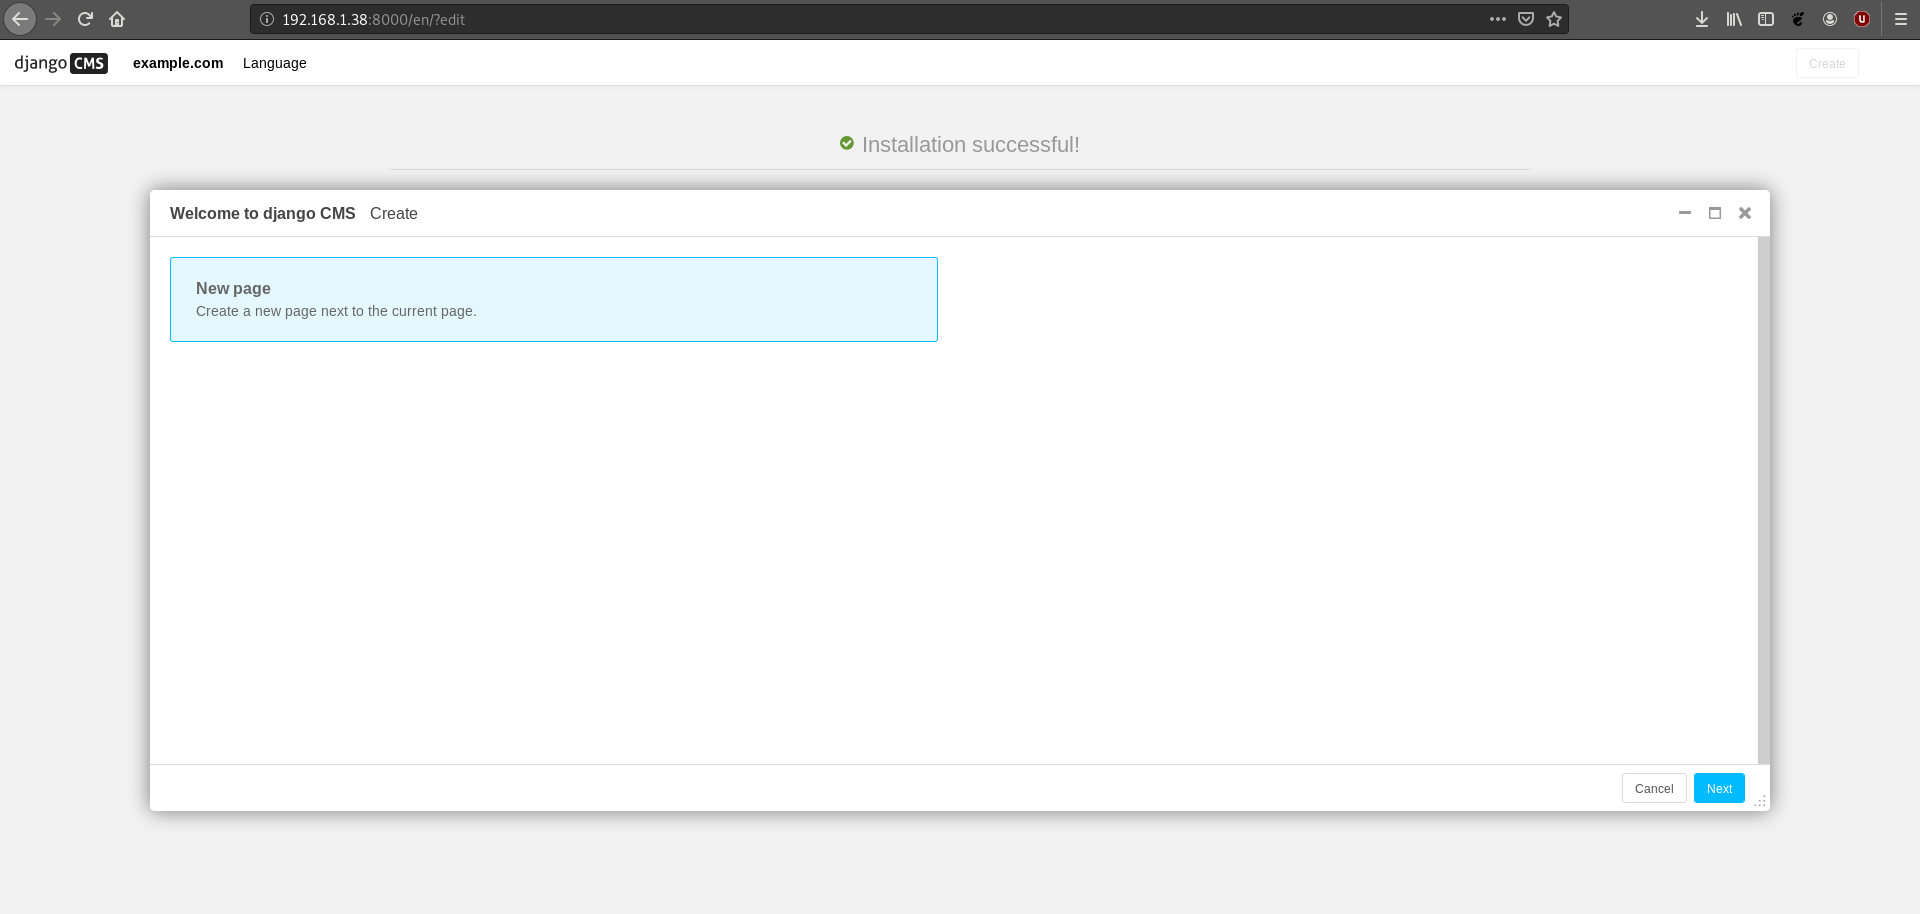 192.168.1.38:8000/en/?edit
django CMS example.com Language Create
Installation successful!
Welcome to django CMS Create
New page
Create a new page next to the current page.
Cancel Next